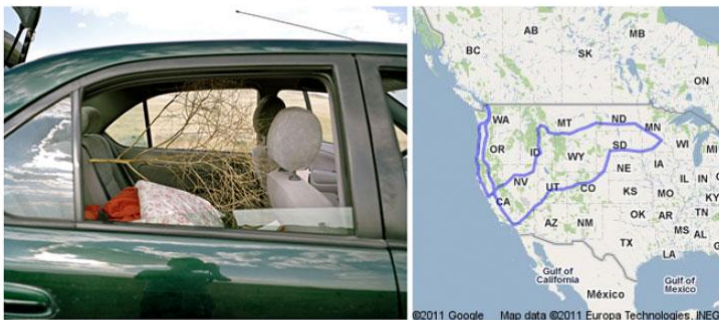 AB
MB
BC
SK
ON
WA
MT
ND
MN
OR
ID
SD
WI
MI
WY
NE
IA
NV
IL
IN
UT
CO
KS
MO
KY
CA
OK
AR
TN
AZ
NM
MS
AL
TX
LA
Gulf of
California
Gulf of
Mexico
México
©2011 Google
Map data ©2011 Europa Technologies, INEG